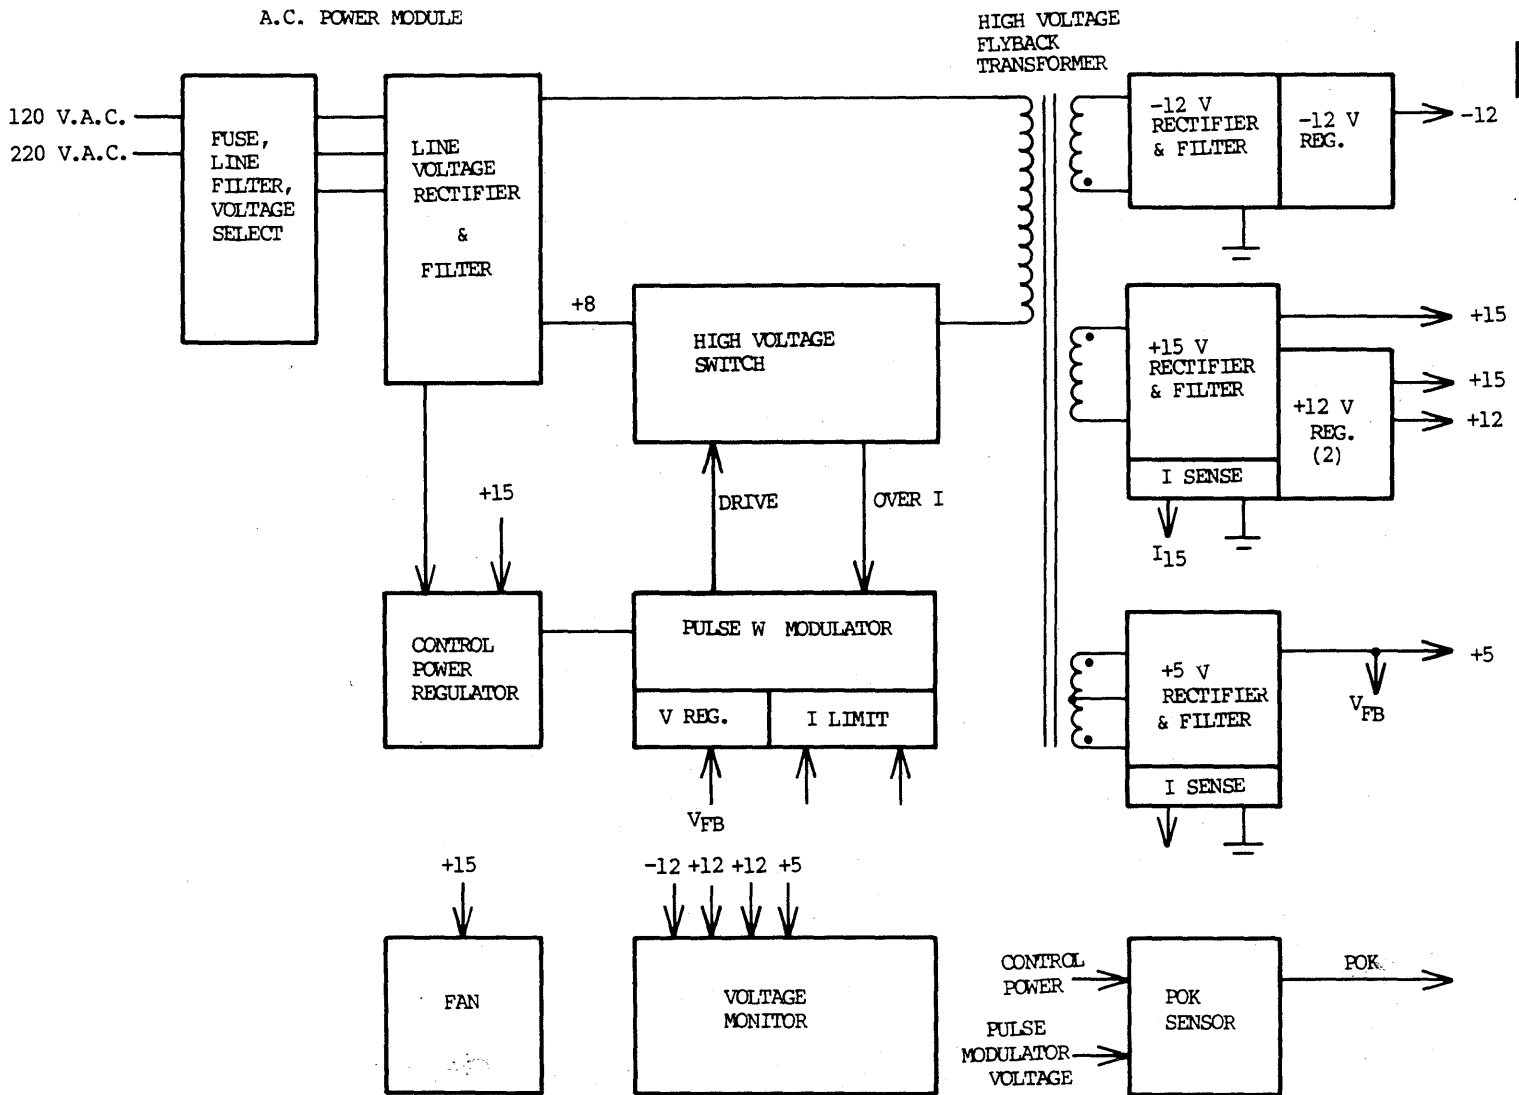 A.C. POWER MODULE
HIGH VOLTAGE
FLYBACK
TRANSFORMER
120 V.A.C.
220 V.A.C.
FUSE,
LINE
FILTER,
VOLTAGE
SELECT
LINE
VOLTAGE
RECTIFIER
&
FILTER
-12 V
RECTIFIER
& FILTER
-12 V
REG.
-12
+8
HIGH VOLTAGE
SWITCH
+15 V
RECTIFIER
& FILTER
+15
+15
+12
+12 V
REG.
(2)
I SENSE
I15
+15
DRIVE
OVER I
CONTROL
POWER
REGULATOR
PULSE W MODULATOR
V REG.
I LIMIT
VFB
+5 V
RECTIFIER
& FILTER
+5
VFB
I SENSE
+15
FAN
-12 +12 +12 +5
VOLTAGE
MONITOR
CONTROL
POWER
PULSE
MODULATOR
VOLTAGE
POK
SENSOR
POK